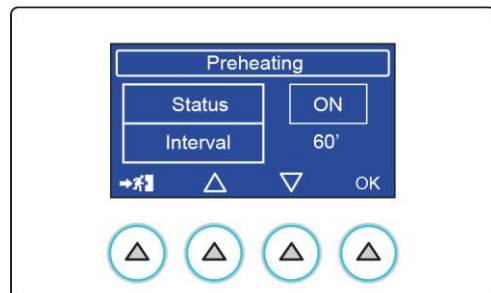 Preheating
Status ON
Interval 60’
OK